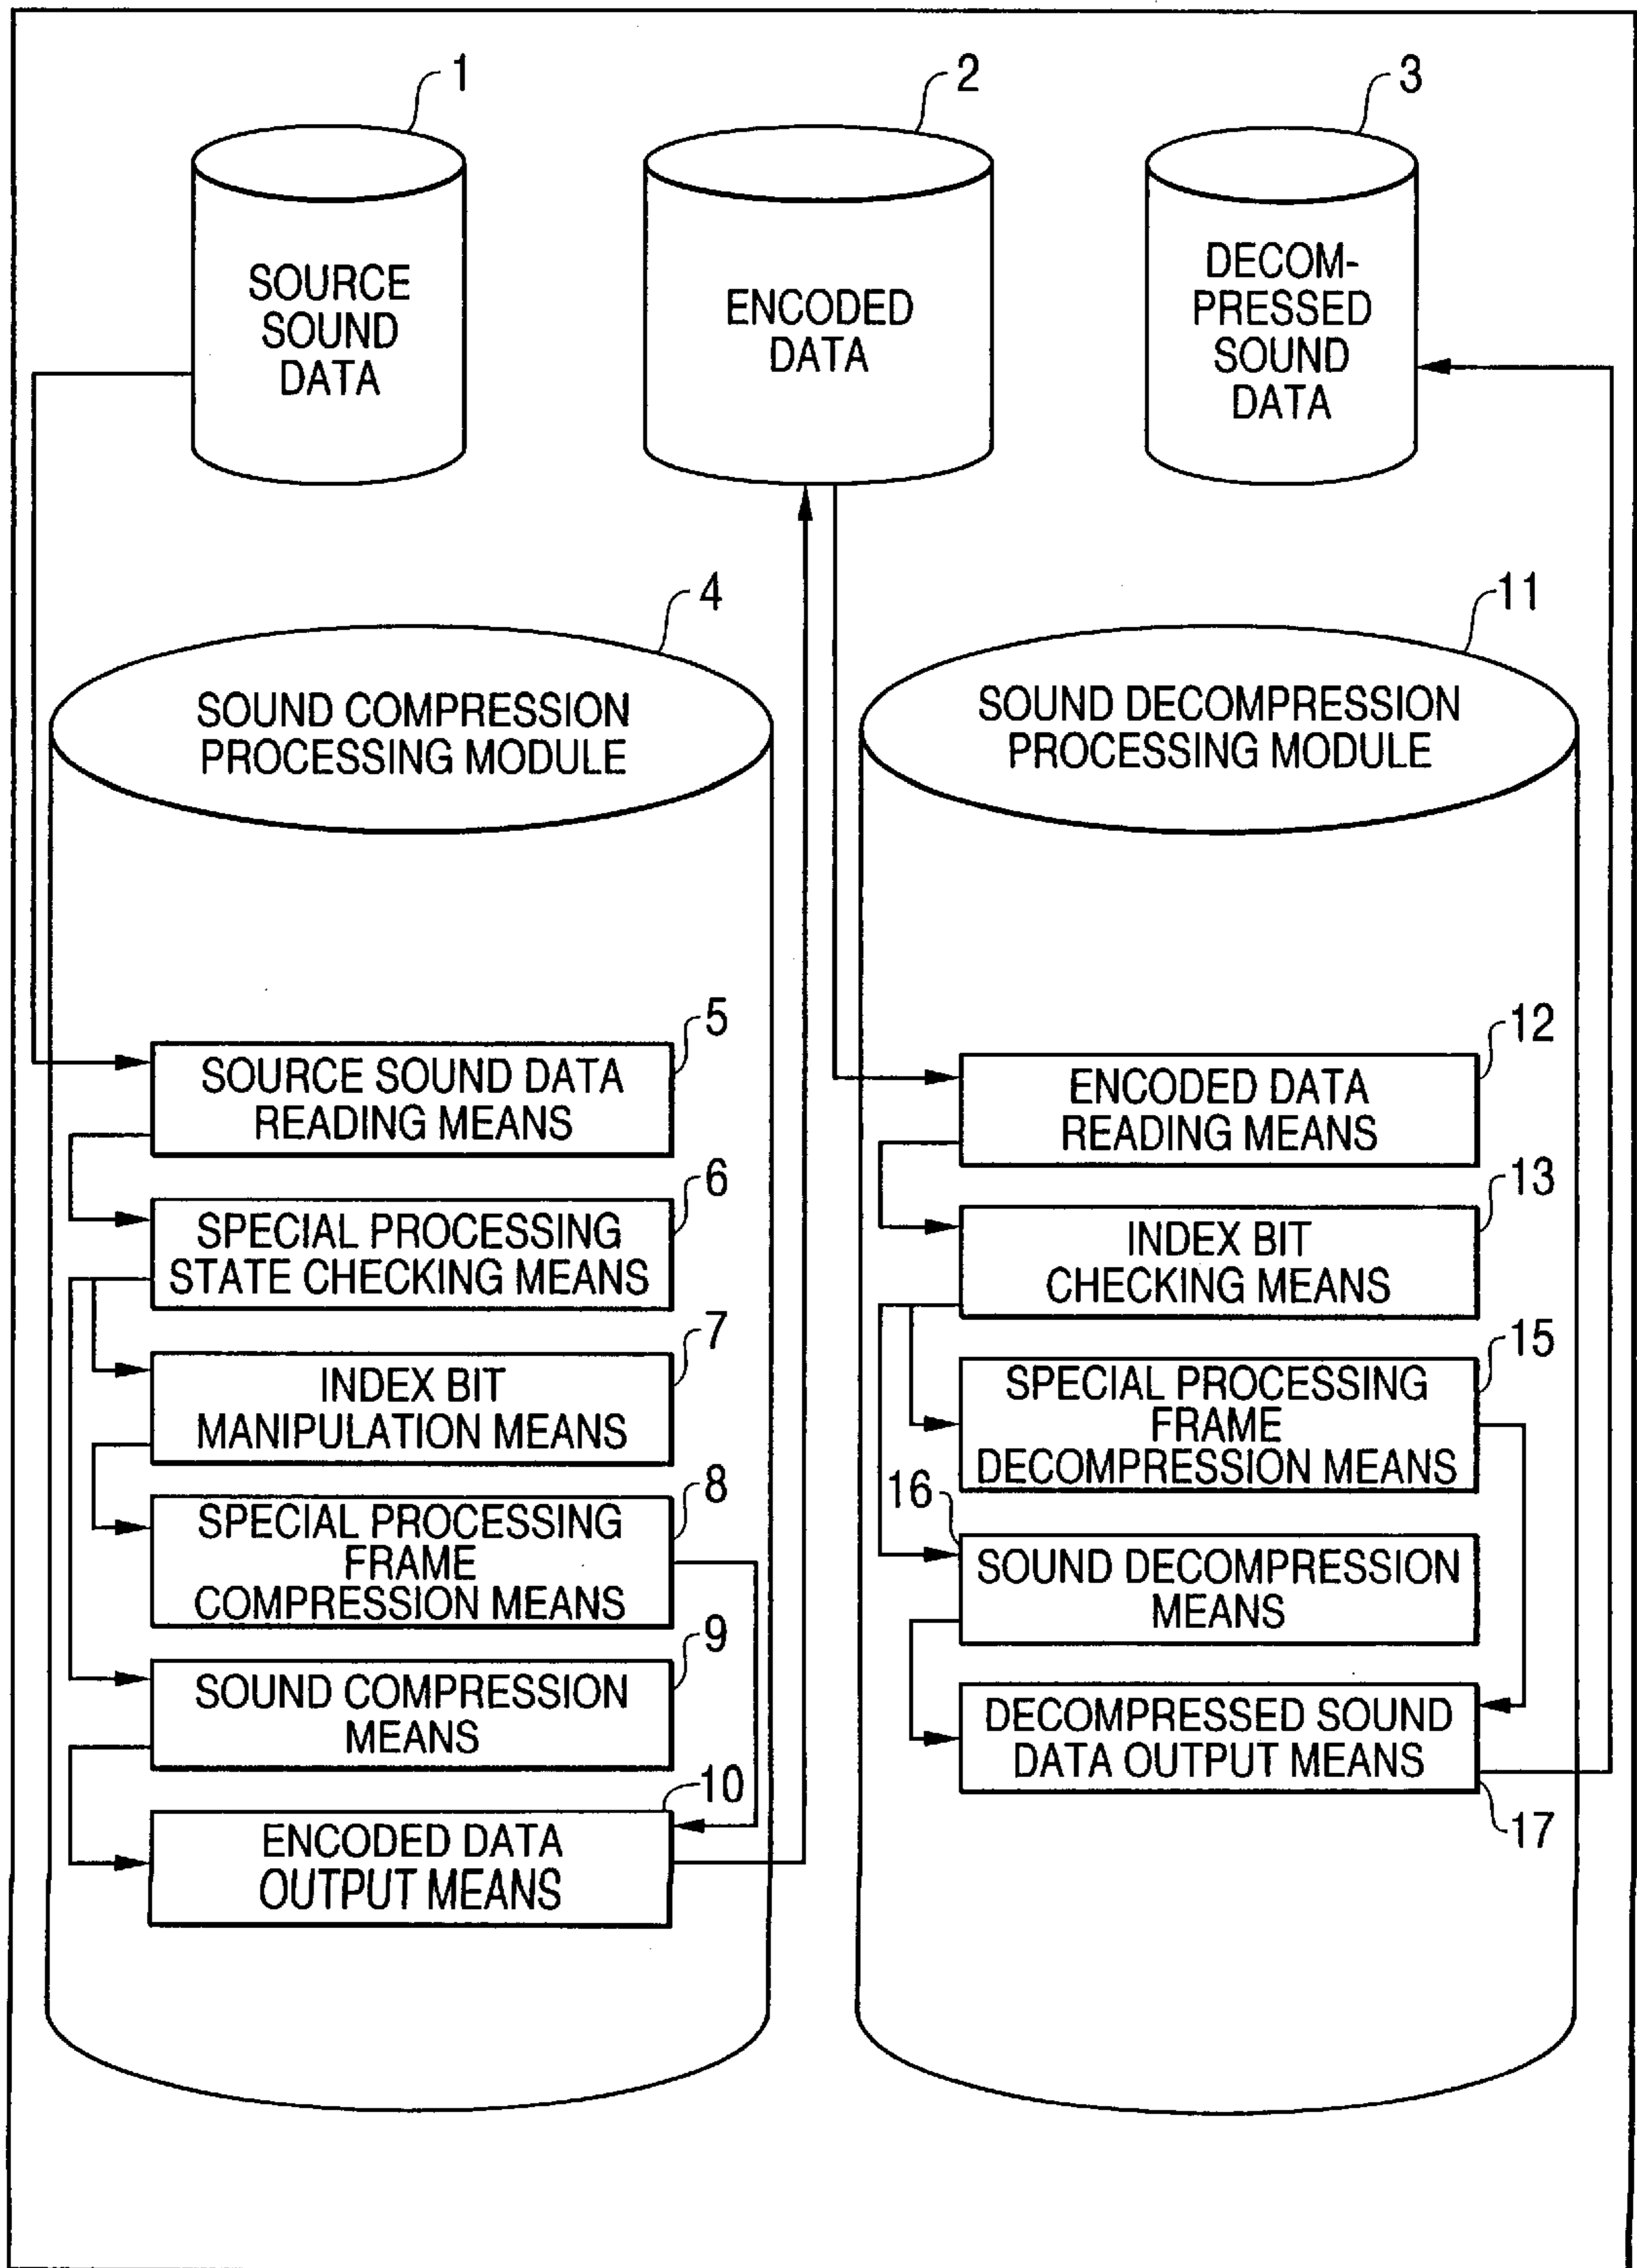 1
SOURCE
SOUND
DATA
2
ENCODED
DATA
3
DECOM-
PRESSED
SOUND
DATA
4
SOUND COMPRESSION
PROCESSING MODULE
5
SOURCE SOUND DATA
READING MEANS
6
SPECIAL PROCESSING
STATE CHECKING MEANS
7
INDEX BIT
MANIPULATION MEANS
8
SPECIAL PROCESSING
FRAME
COMPRESSION MEANS
9
SOUND COMPRESSION
MEANS
10
ENCODED DATA
OUTPUT MEANS
11
SOUND DECOMPRESSION
PROCESSING MODULE
12
ENCODED DATA
READING MEANS
13
INDEX BIT
CHECKING MEANS
15
SPECIAL PROCESSING
FRAME
DECOMPRESSION MEANS
16
SOUND DECOMPRESSION
MEANS
DECOMPRESSED SOUND
DATA OUTPUT MEANS
17